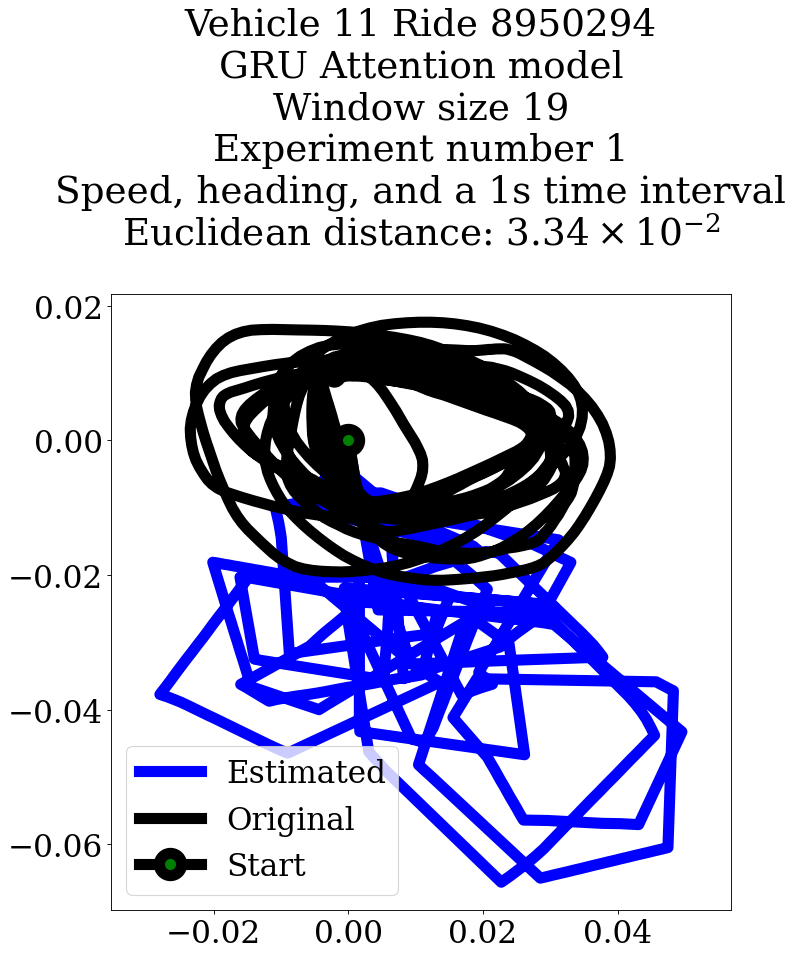 Vehicle 11 Ride 8950294
GRU Attention model
Window size 19
Experiment number 1
Speed, heading, and a 1s time interval
Euclidean distance: 3.34 × 10⁻²
0.02
0.00
−0.02
−0.04
−0.06
Estimated
Original
Start
−0.02 0.00 0.02 0.04